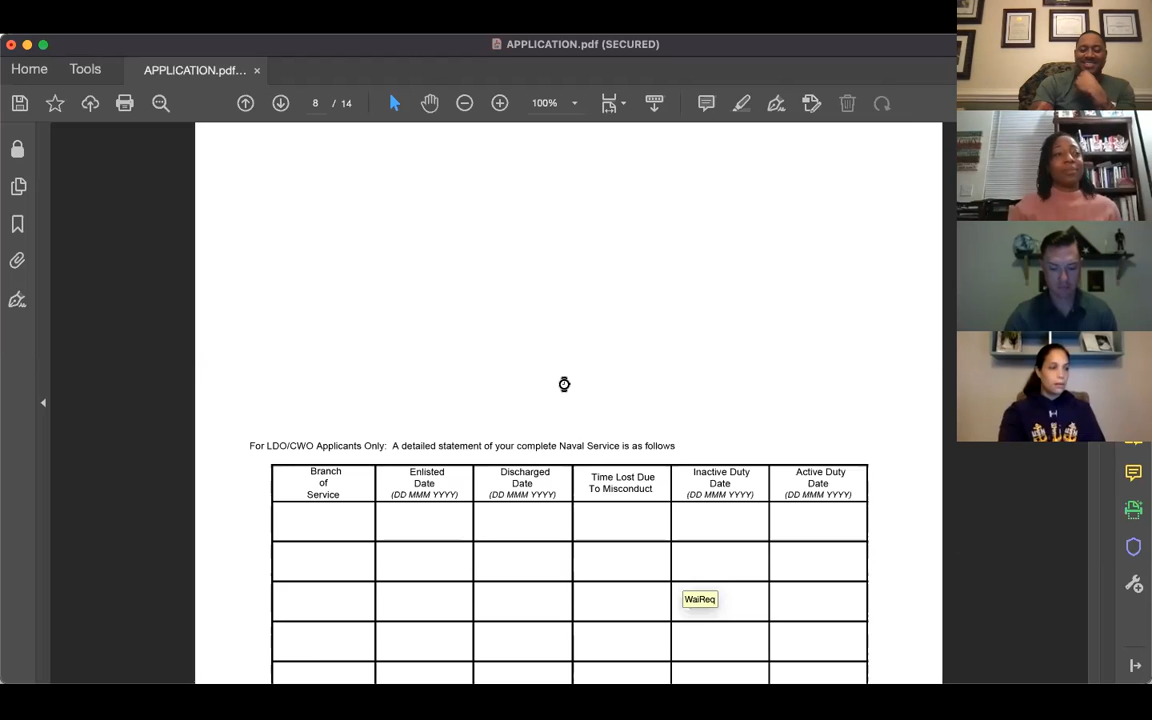 APPLICATION.pdf (SECURED)
Home
Tools
APPLICATION.pdf...
×
8 / 14
100%
For LDO/CWO Applicants Only: A detailed statement of your complete Naval Service is as follows
Branch
of
Service
Enlisted
Date
(DD MMM YYYY)
Discharged
Date
(DD MMM YYYY)
Time Lost Due
To Misconduct
Inactive Duty
Date
(DD MMM YYYY)
Active Duty
Date
(DD MMM YYYY)
WaiReq